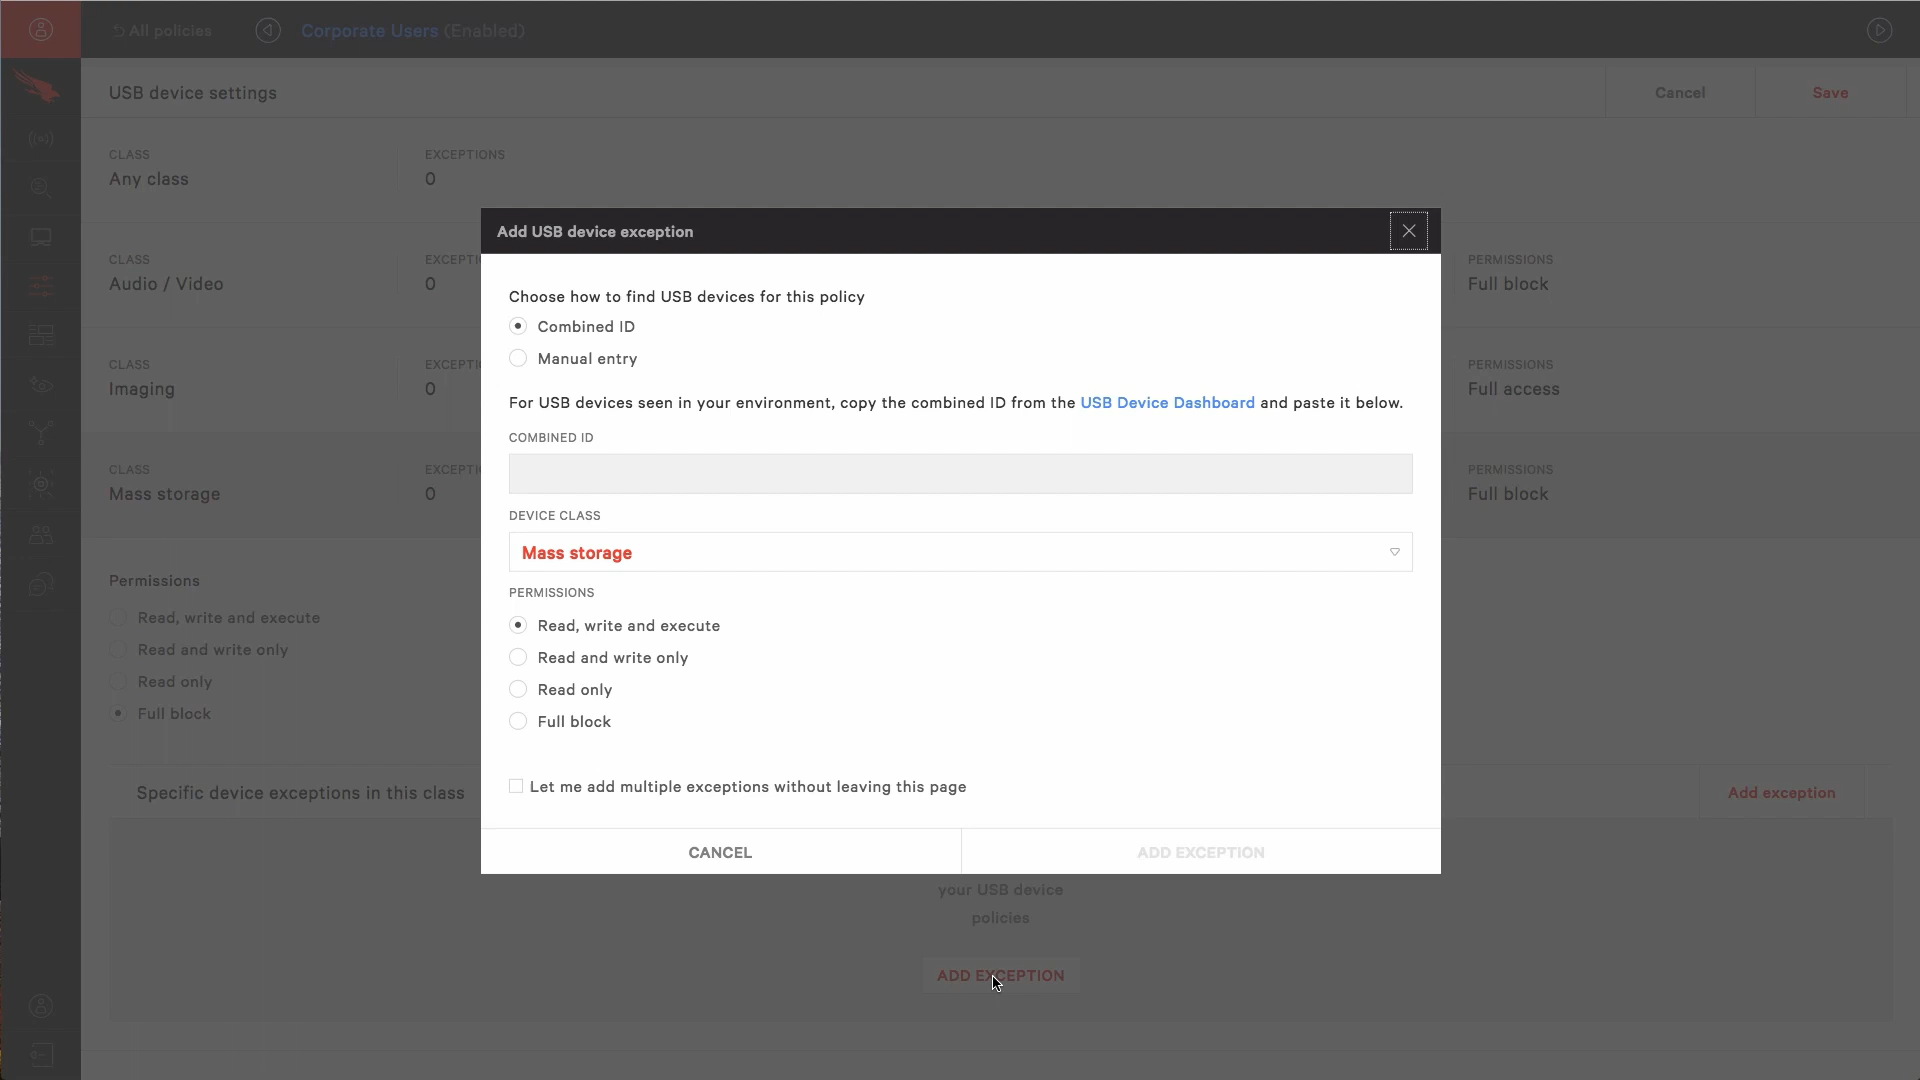 All policies
Corporate Users (Enabled)
USB device settings
Cancel
Save
CLASS
EXCEPTIONS
Any class
0
Add USB device exception
CLASS
EXCEPTI
PERMISSIONS
Audio / Video
0
Full block
Choose how to find USB devices for this policy
Combined ID
Manual entry
CLASS
EXCEPTI
PERMISSIONS
Imaging
0
Full access
For USB devices seen in your environment, copy the combined ID from the USB Device Dashboard and paste it below.
COMBINED ID
CLASS
EXCEPTI
PERMISSIONS
Mass storage
0
Full block
DEVICE CLASS
Mass storage
PERMISSIONS
Read, write and execute
Read and write only
Read only
Full block
Permissions
Read, write and execute
Read and write only
Read only
Full block
Let me add multiple exceptions without leaving this page
Specific device exceptions in this class
Add exception
CANCEL
ADD EXCEPTION
your USB device
policies
ADD EXCEPTION